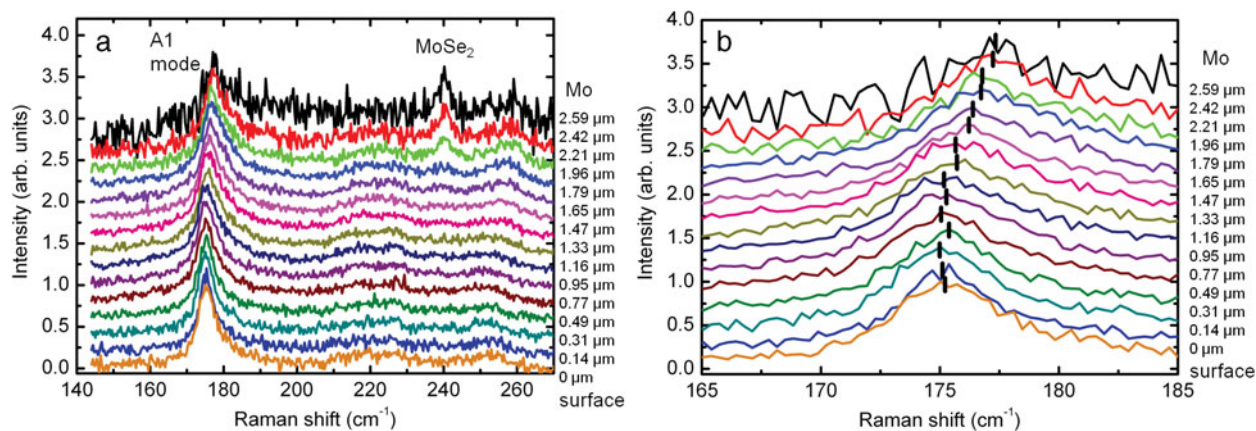 a
A1
mode
MoSe2
Intensity (arb. units)
4.0
3.5
3.0
2.5
2.0
1.5
1.0
0.5
0.0
140 160 180 200 220 240 260
Raman shift (cm-1)
Mo
2.59 µm
2.42 µm
2.21 µm
1.96 µm
1.79 µm
1.65 µm
1.47 µm
1.33 µm
1.16 µm
0.95 µm
0.77 µm
0.49 µm
0.31 µm
0.14 µm
0 µm
surface
b
Intensity (arb. units)
4.0
3.5
3.0
2.5
2.0
1.5
1.0
0.5
0.0
165 170 175 180 185
Raman shift (cm-1)
Mo
2.59 µm
2.42 µm
2.21 µm
1.96 µm
1.79 µm
1.65 µm
1.47 µm
1.33 µm
1.16 µm
0.95 µm
0.77 µm
0.49 µm
0.31 µm
0.14 µm
0 µm
surface